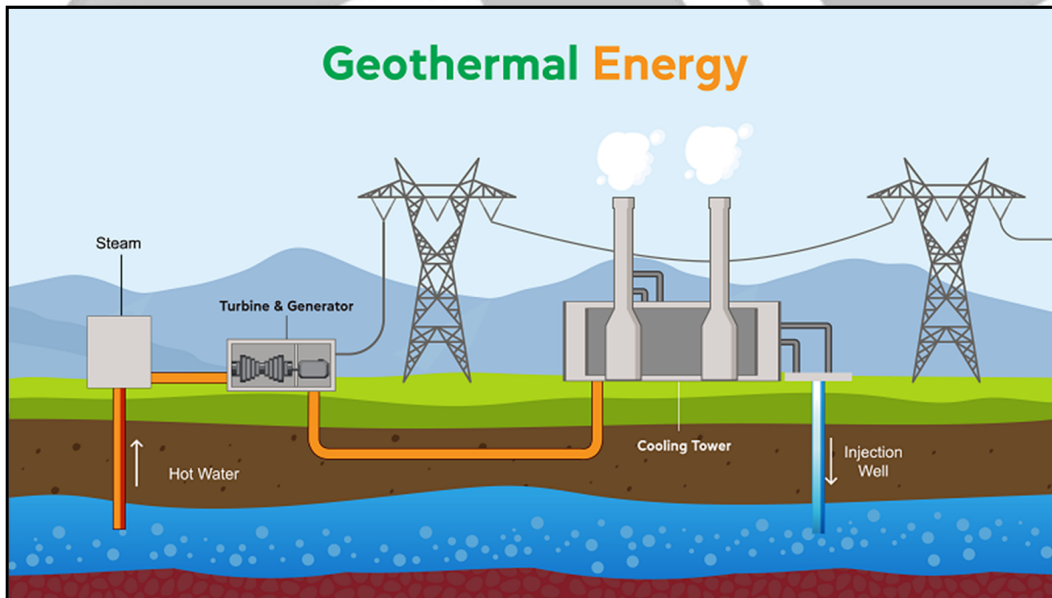 Geothermal Energy
Steam
Turbine & Generator
Hot Water
Cooling Tower
Injection
Well